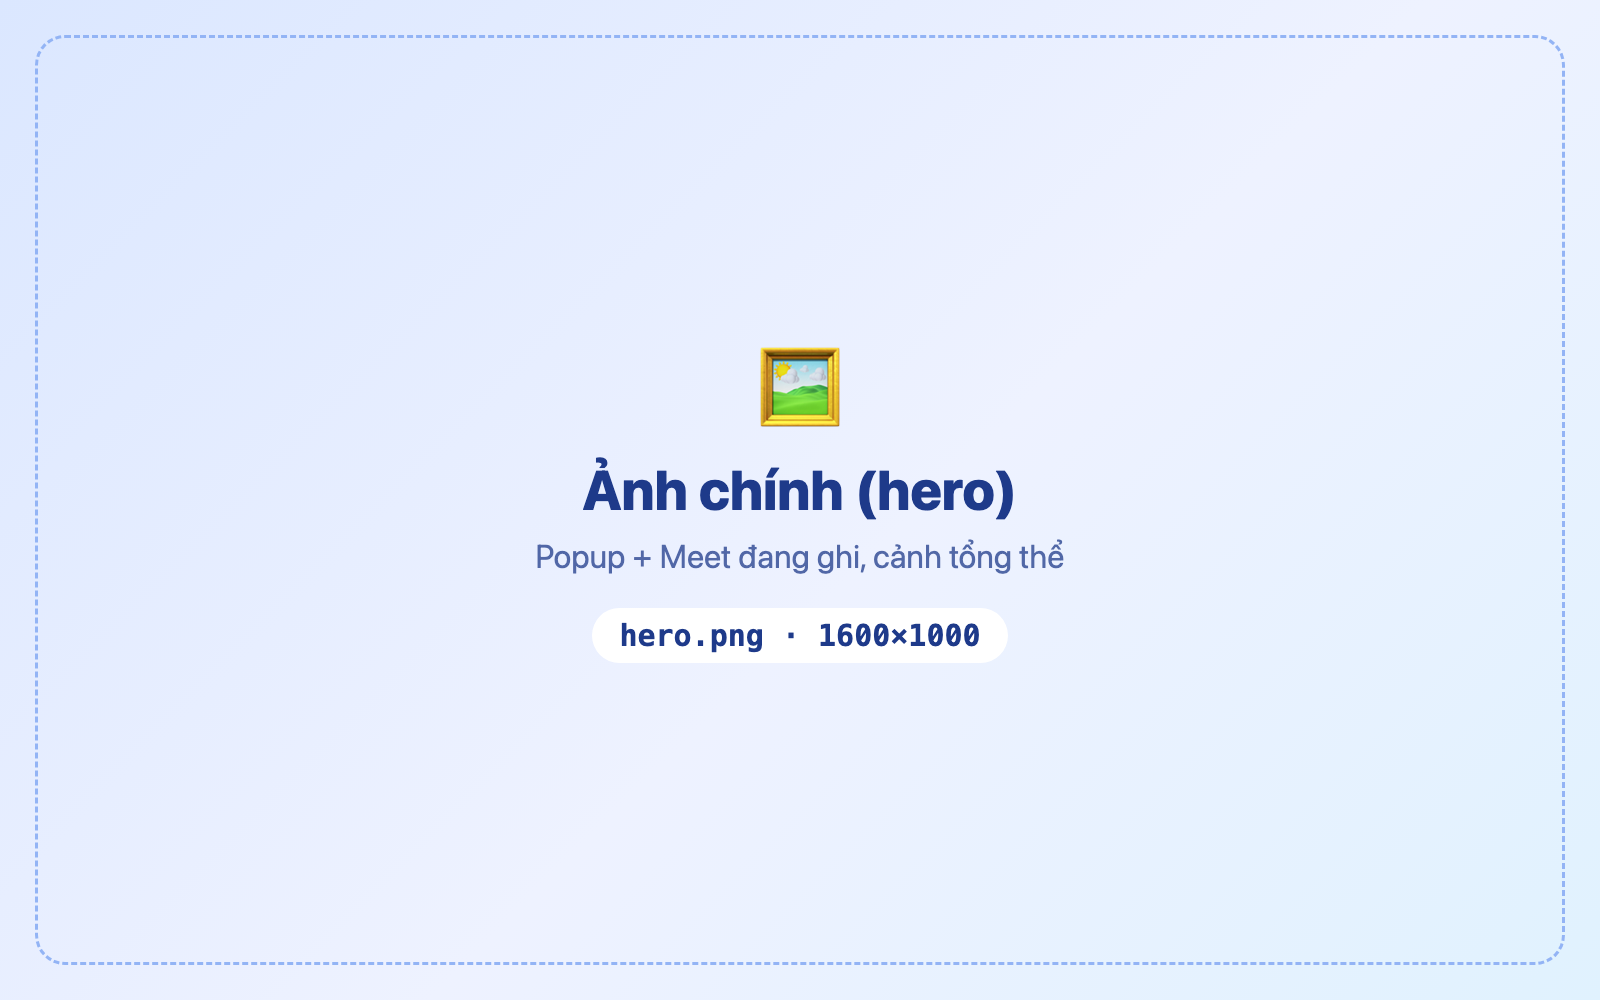 Ảnh chính (hero)
Popup + Meet đang ghi, cảnh tổng thể
hero.png · 1600×1000